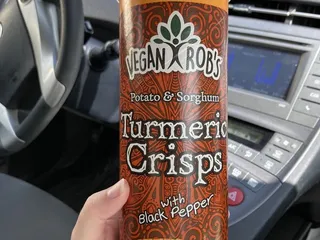 VEGAN ROB'S
Potato & Sorghum
Turmeric
Crisps
with
Black Pepper